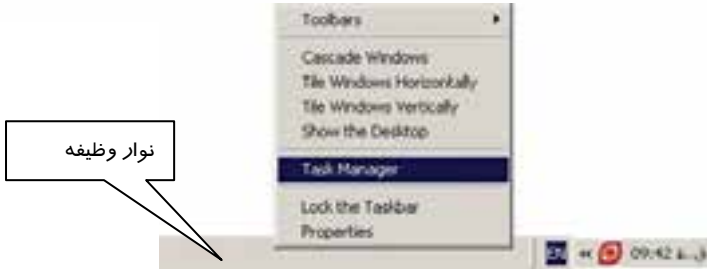 Toolbars
Cascade Windows
Tile Windows Horizontally
Tile Windows Vertically
Show the Desktop
نوار وظیفه
Task Manager
Lock the Taskbar
Properties
EN « 09:42 ق.ظ